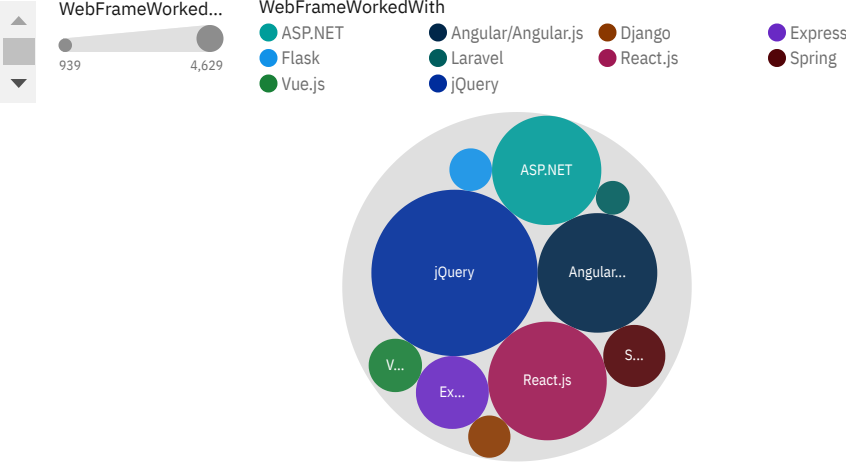 WebFrameWorked...
939
4,629
WebFrameWorkedWith
ASP.NET
Angular/Angular.js
Django
Express
Flask
Laravel
React.js
Spring
Vue.js
jQuery
ASP.NET
jQuery
Angular...
V...
S...
Ex...
React.js